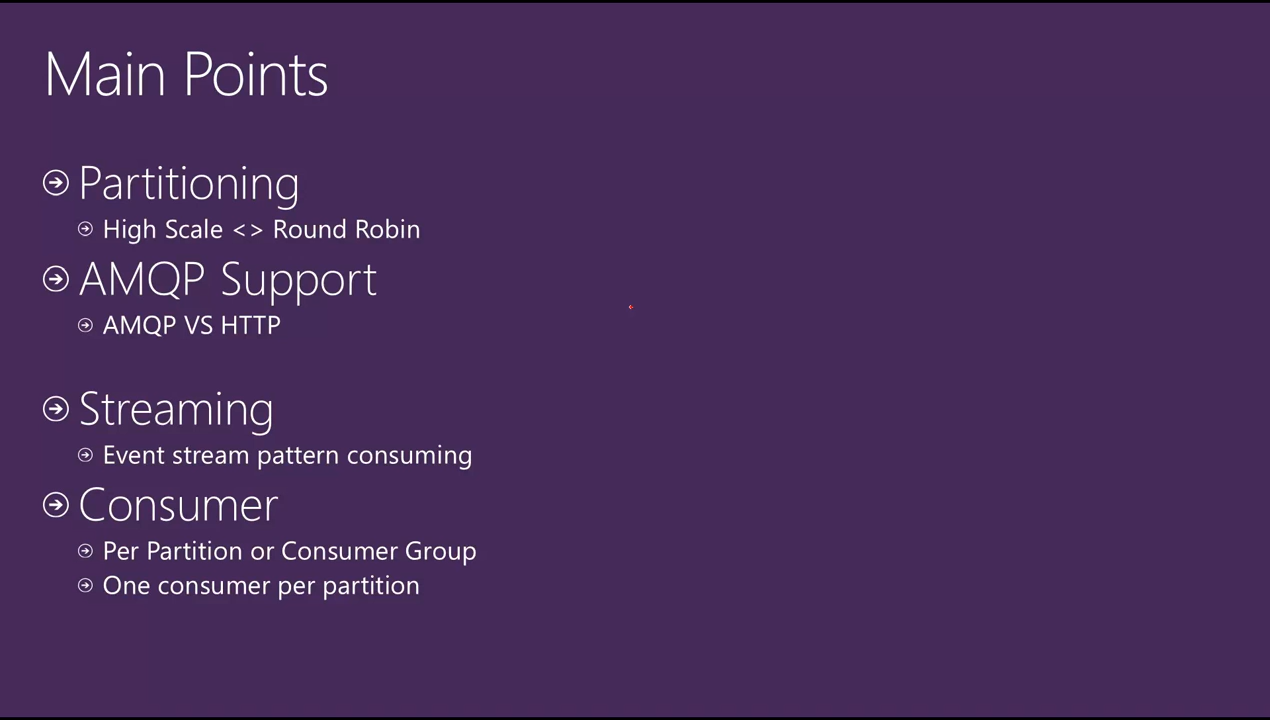 Main Points
Partitioning
High Scale <> Round Robin
AMQP Support
AMQP VS HTTP
Streaming
Event stream pattern consuming
Consumer
Per Partition or Consumer Group
One consumer per partition